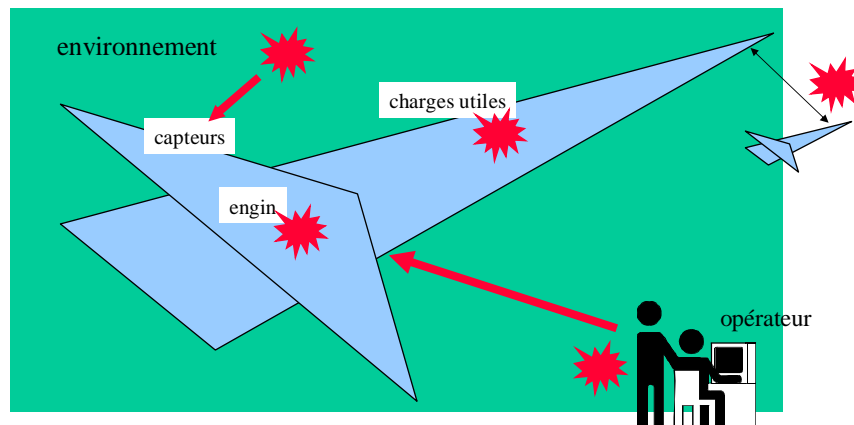 environnement
charges utiles
capteurs
engin
opérateur